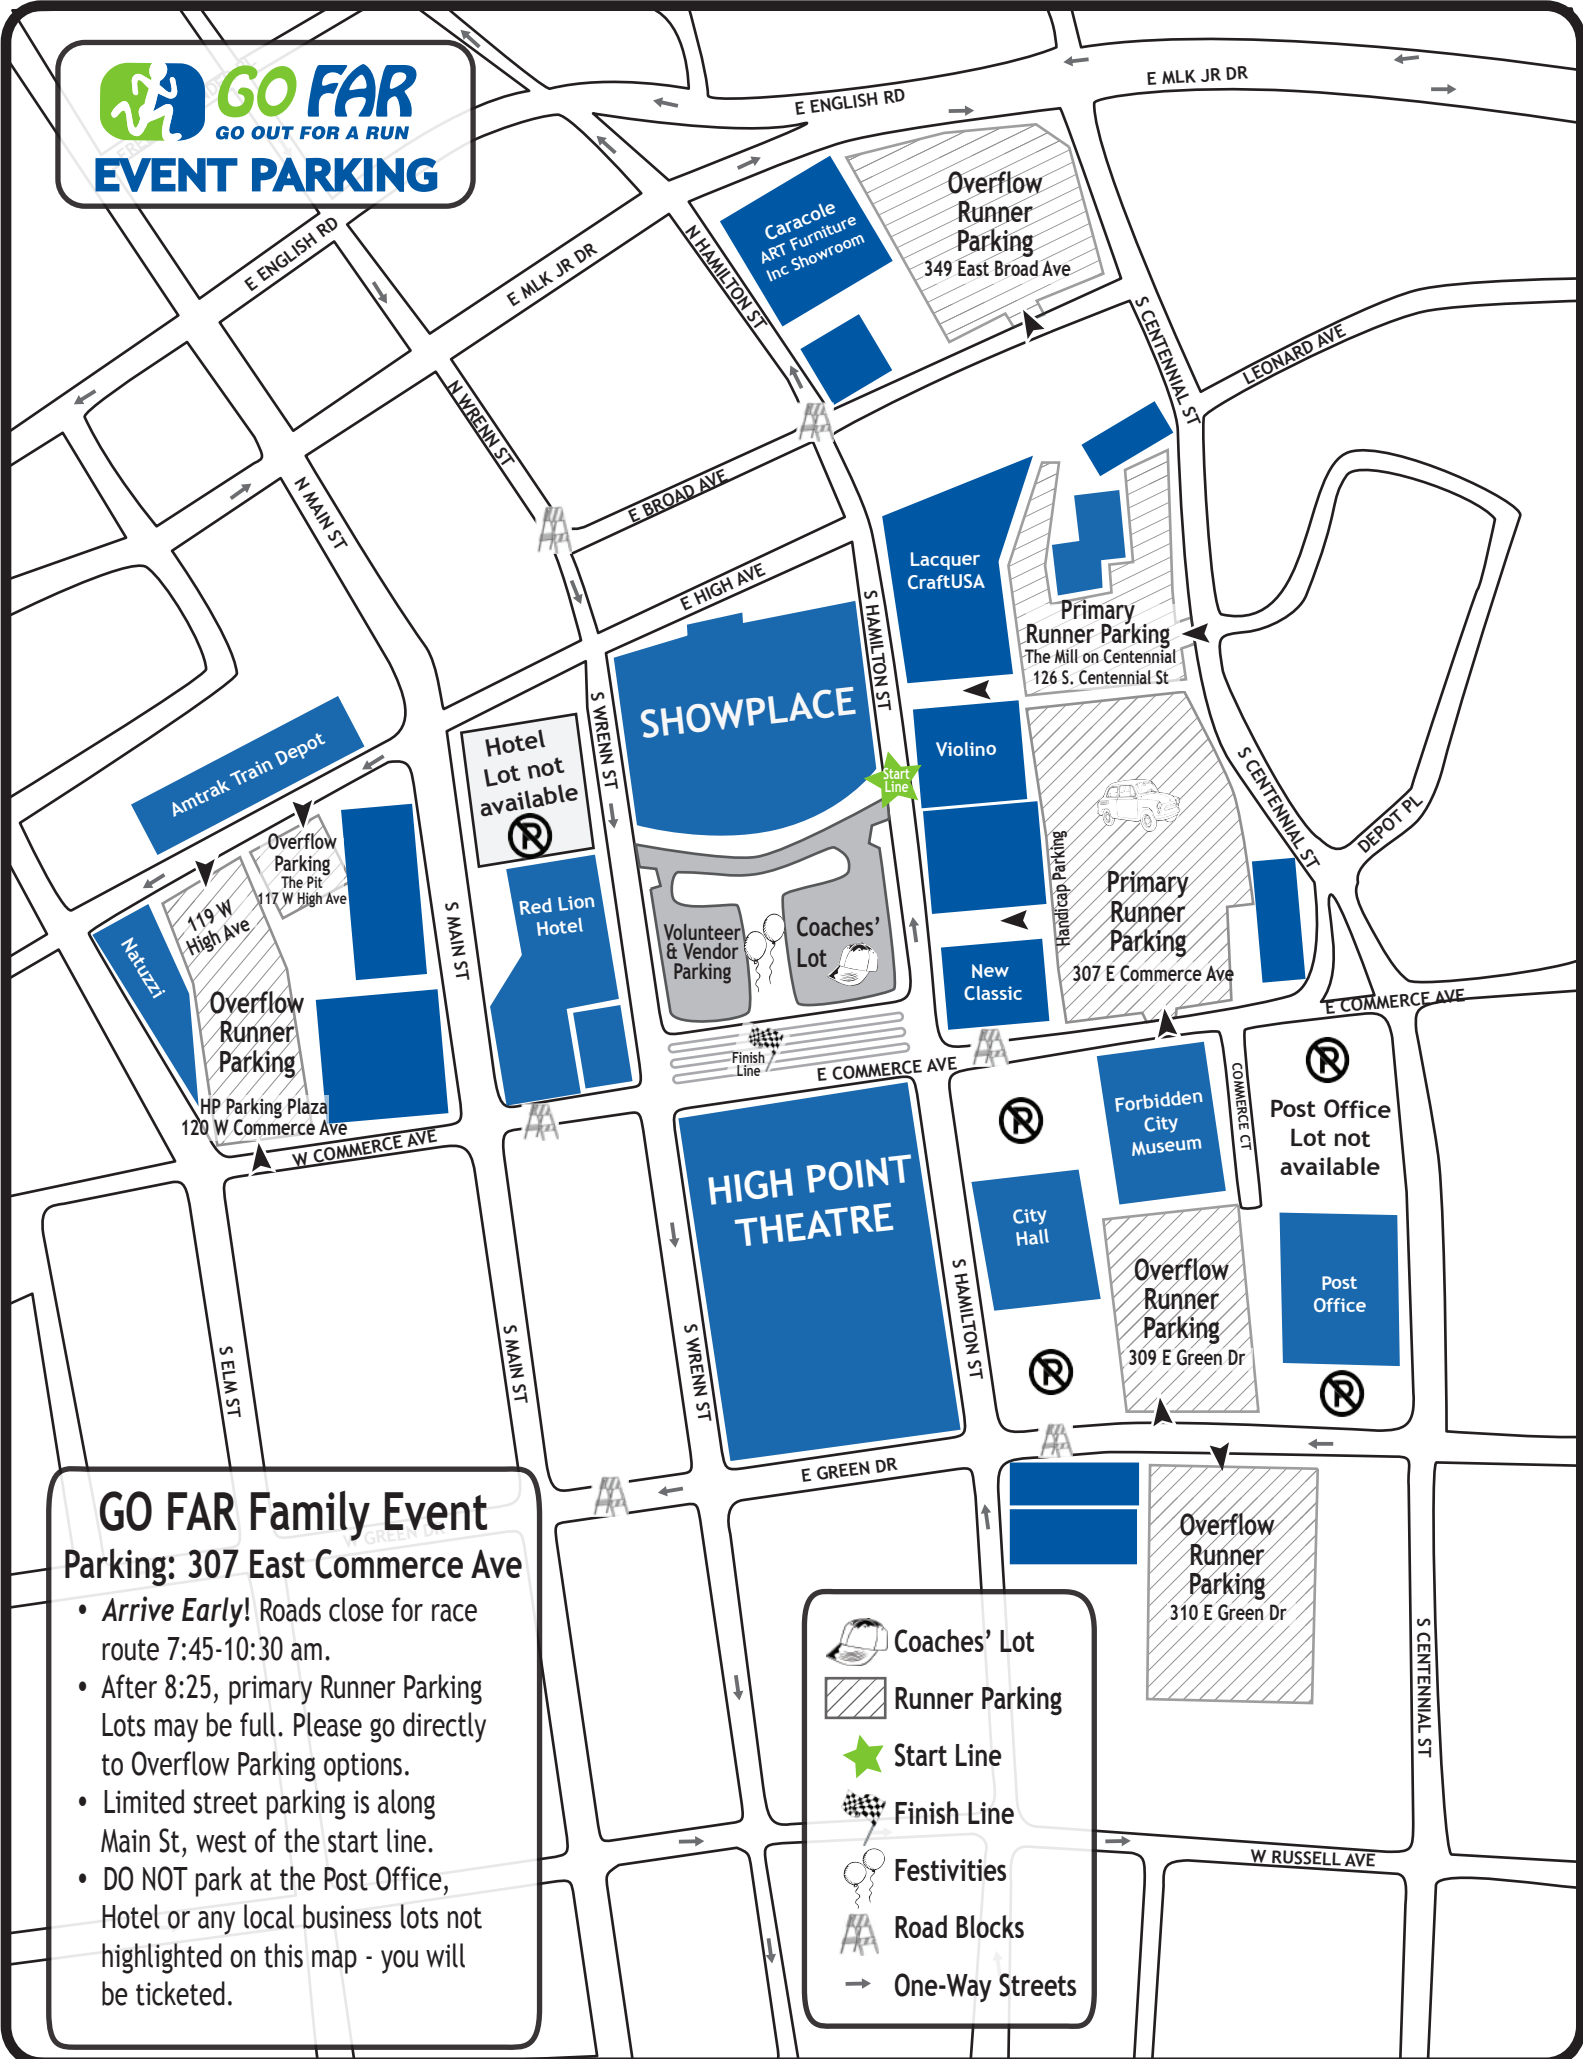 GO FAR
GO OUT FOR A RUN
EVENT PARKING
E ENGLISH RD
E MLK JR DR
E ENGLISH RD
E MLK JR DR
N HAMILTON ST
Caracole
ART Furniture
Inc Showroom
Overflow
Runner
Parking
349 East Broad Ave
S CENTENNIAL ST
LEONARD AVE
N WRENN ST
N MAIN ST
E BROAD AVE
E HIGH AVE
S HAMILTON ST
Lacquer
CraftUSA
Primary
Runner Parking
The Mill on Centennial
126 S. Centennial St
SHOWPLACE
S WRENN ST
Hotel
Lot not
available
P
Amtrak Train Depot
Violino
Start
Line
S CENTENNIAL ST
DEPOT PL
Overflow
Parking
The Pit
117 W High Ave
119 W
High Ave
Natuzzi
S MAIN ST
Red Lion
Hotel
Volunteer
& Vendor
Parking
Coaches'
Lot
Handicap Parking
Primary
Runner
Parking
307 E Commerce Ave
New
Classic
Overflow
Runner
Parking
HP Parking Plaza
120 W Commerce Ave
W COMMERCE AVE
Finish
Line
E COMMERCE AVE
E COMMERCE AVE
COMMERCE CT
P
Post Office
Lot not
available
P
Forbidden
City
Museum
HIGH POINT
THEATRE
City
Hall
Overflow
Runner
Parking
309 E Green Dr
Post
Office
P
P
S ELM ST
S MAIN ST
S WRENN ST
S HAMILTON ST
E GREEN DR
Overflow
Runner
Parking
310 E Green Dr
S CENTENNIAL ST
W RUSSELL AVE
W GREEN DR
GO FAR Family Event
Parking: 307 East Commerce Ave
• Arrive Early! Roads close for race
route 7:45-10:30 am.
• After 8:25, primary Runner Parking
Lots may be full. Please go directly
to Overflow Parking options.
• Limited street parking is along
Main St, west of the start line.
• DO NOT park at the Post Office,
Hotel or any local business lots not
highlighted on this map - you will
be ticketed.
Coaches' Lot
Runner Parking
Start Line
Finish Line
Festivities
Road Blocks
One-Way Streets